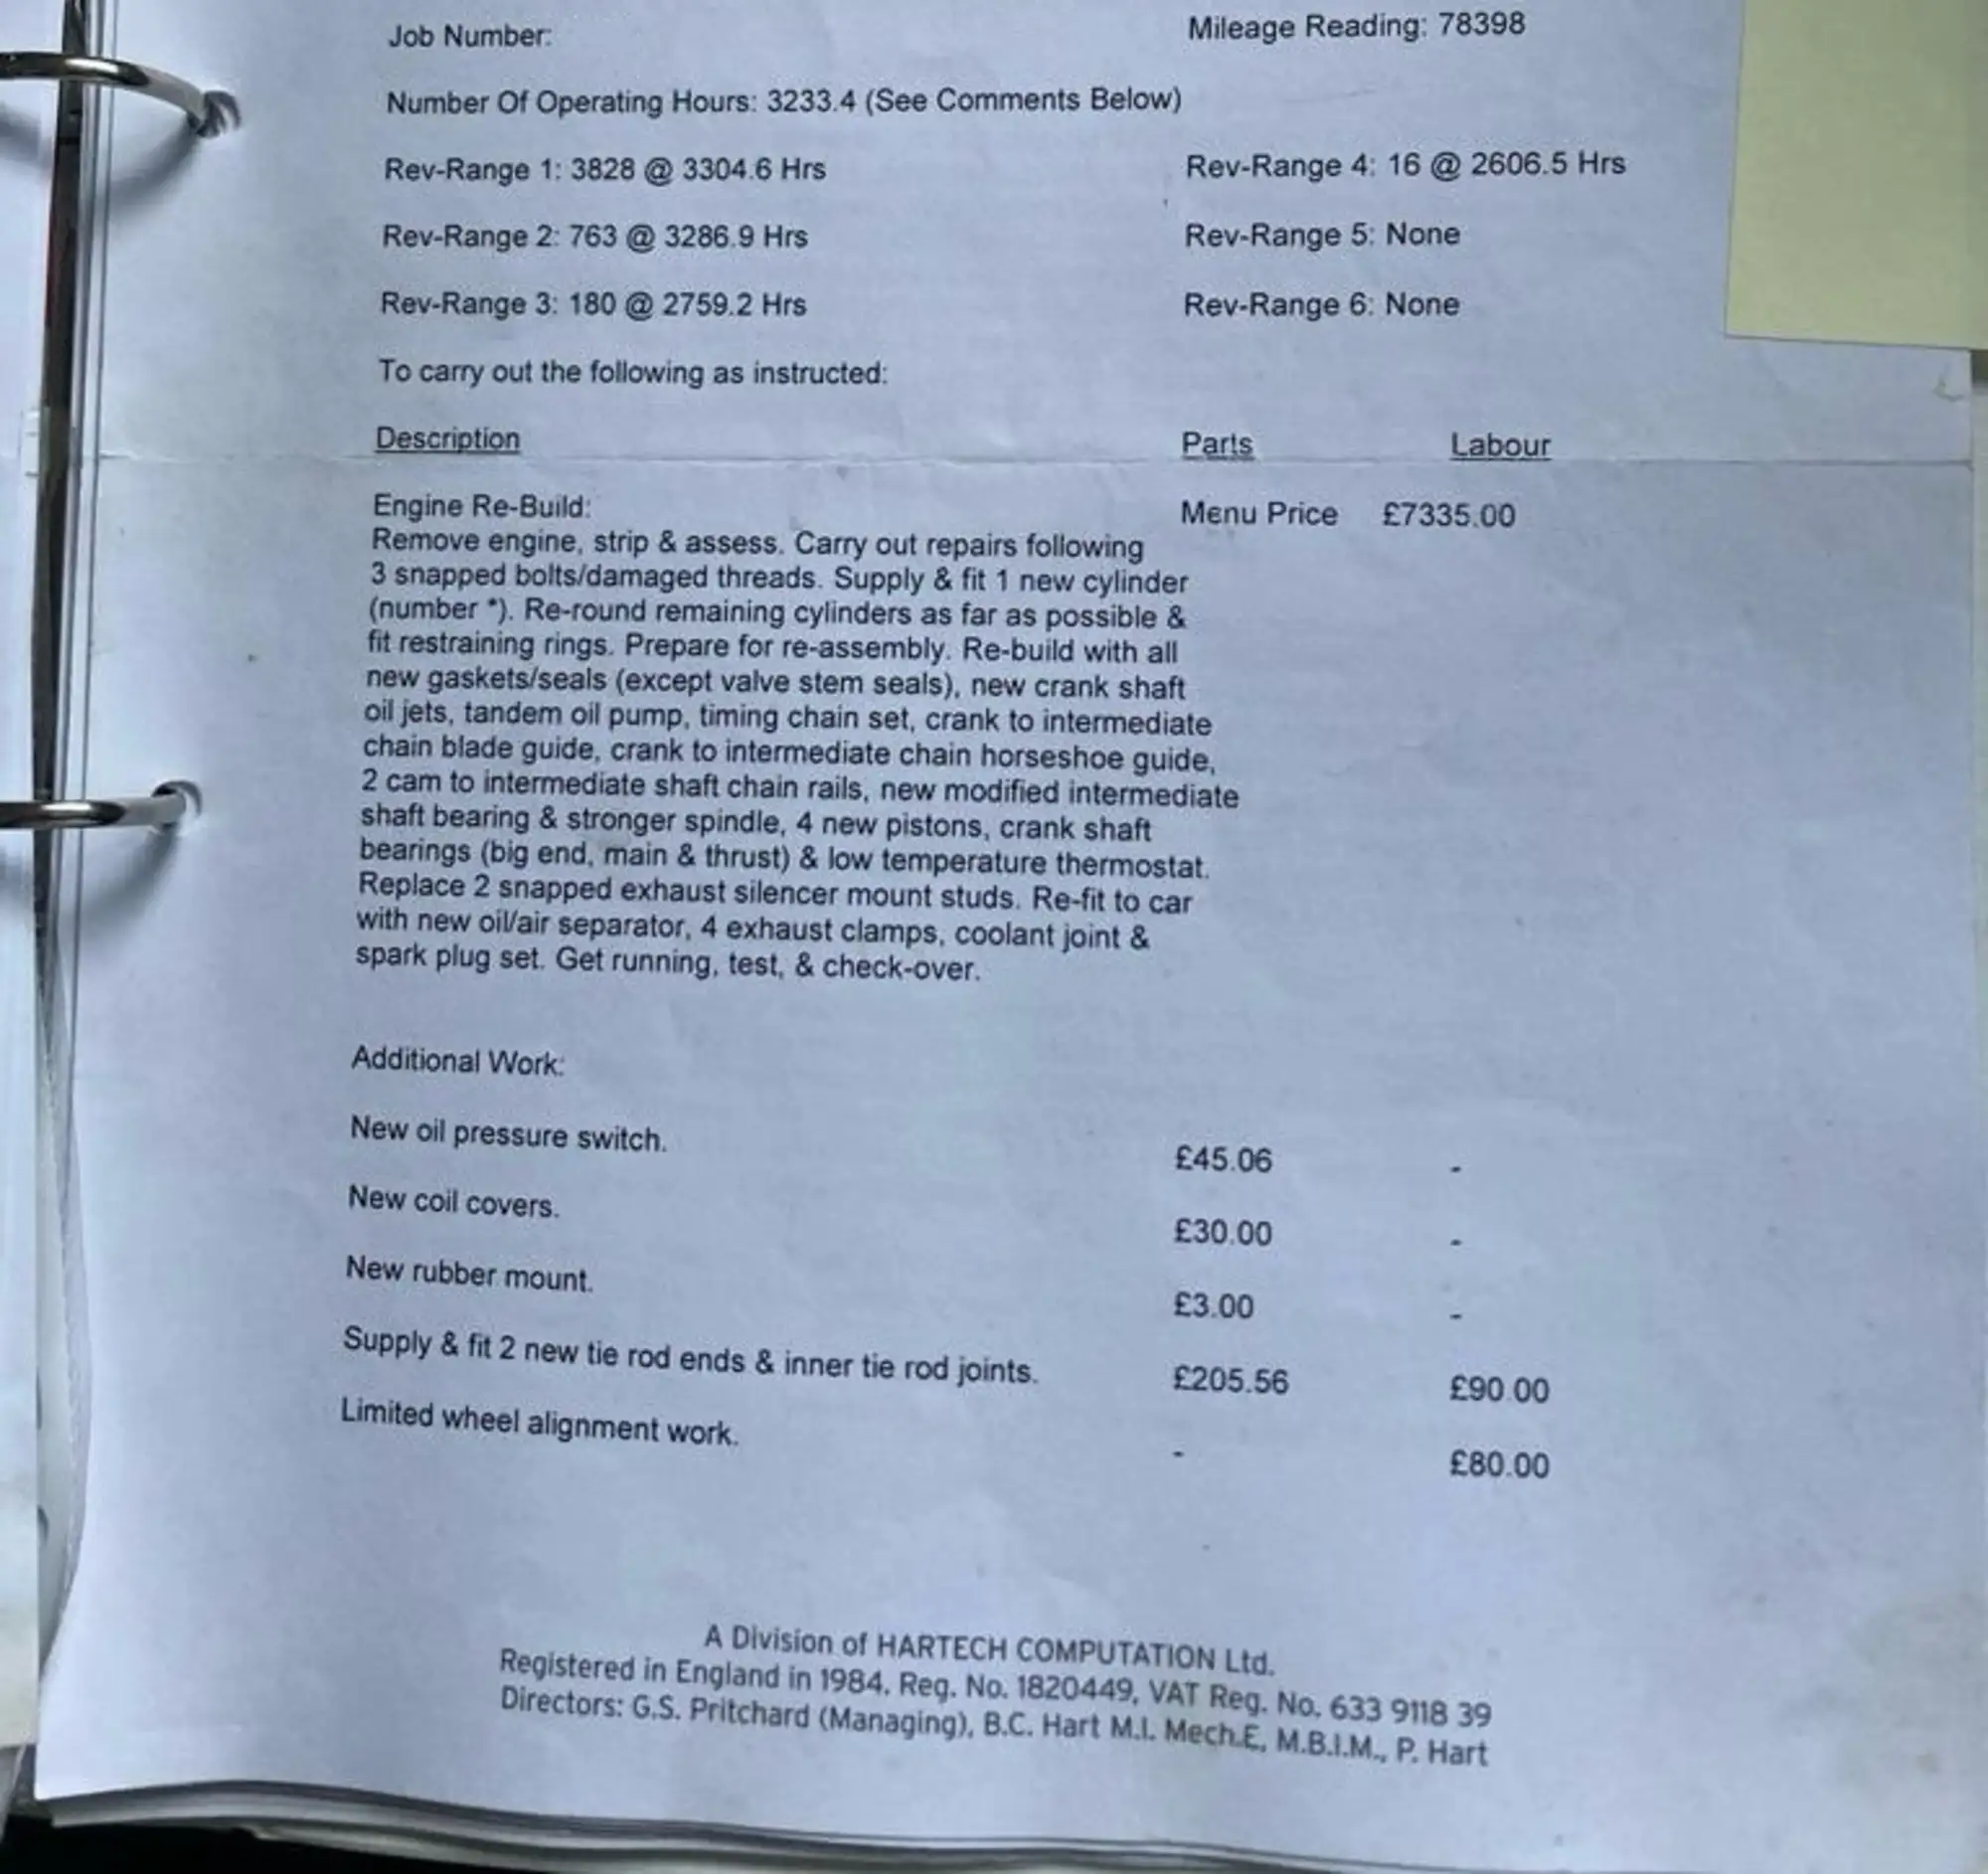 Job Number:
Mileage Reading: 78398
Number Of Operating Hours: 3233.4 (See Comments Below)
Rev-Range 1: 3828 @ 3304.6 Hrs
Rev-Range 4: 16 @ 2606.5 Hrs
Rev-Range 2: 763 @ 3286.9 Hrs
Rev-Range 5: None
Rev-Range 3: 180 @ 2759.2 Hrs
Rev-Range 6: None
To carry out the following as instructed:
Description
Parts
Labour
Engine Re-Build:
Menu Price £7335.00
Remove engine, strip & assess. Carry out repairs following
3 snapped bolts/damaged threads. Supply & fit 1 new cylinder
(number *). Re-round remaining cylinders as far as possible &
fit restraining rings. Prepare for re-assembly. Re-build with all
new gaskets/seals (except valve stem seals), new crank shaft
oil jets, tandem oil pump, timing chain set, crank to intermediate
chain blade guide, crank to intermediate chain horseshoe guide,
2 cam to intermediate shaft chain rails, new modified intermediate
shaft bearing & stronger spindle, 4 new pistons, crank shaft
bearings (big end, main & thrust) & low temperature thermostat.
Replace 2 snapped exhaust silencer mount studs. Re-fit to car
with new oil/air separator, 4 exhaust clamps, coolant joint &
spark plug set. Get running, test, & check-over.
Additional Work:
New oil pressure switch.
£45.06 -
New coil covers.
£30.00 -
New rubber mount.
£3.00 -
Supply & fit 2 new tie rod ends & inner tie rod joints.
£205.56 £90.00
Limited wheel alignment work.
- £80.00
A Division of HARTECH COMPUTATION Ltd.
Registered in England in 1984, Reg. No. 1820449, VAT Reg. No. 633 9118 39
Directors: G.S. Pritchard (Managing), B.C. Hart M.I. Mech.E, M.B.I.M., P. Hart